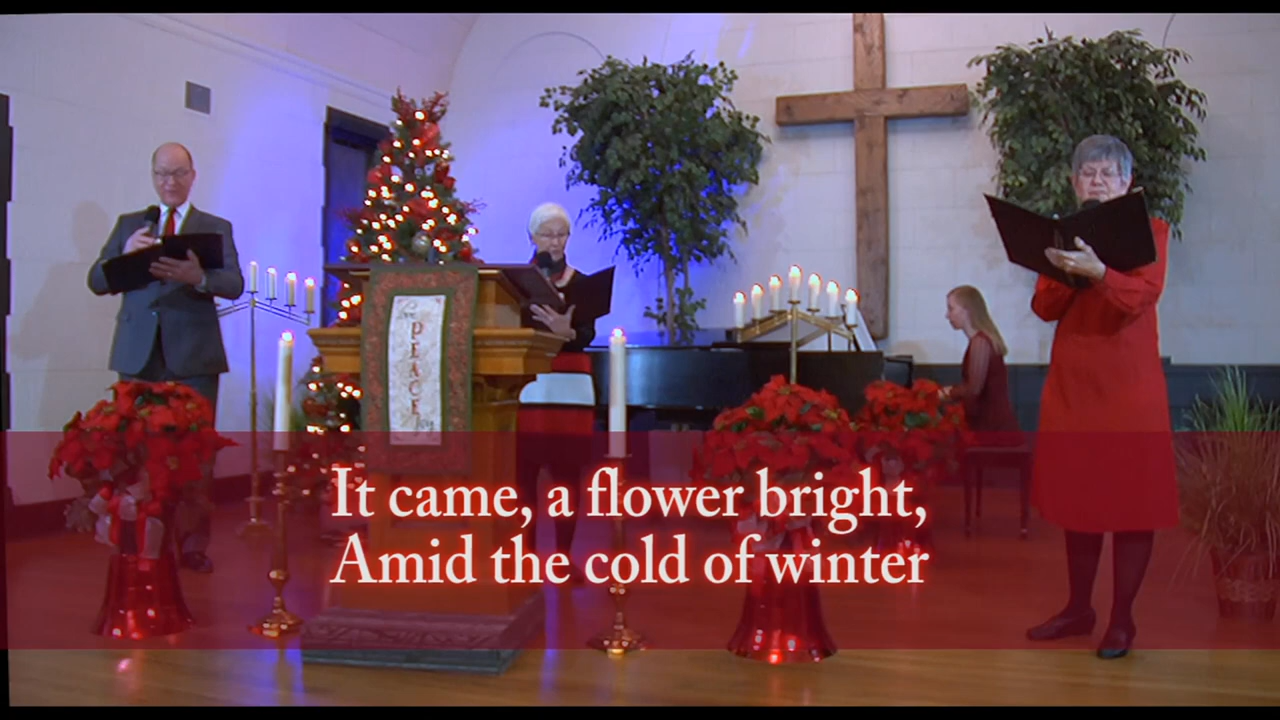 PEACE
It came, a flower bright,
Amid the cold of winter